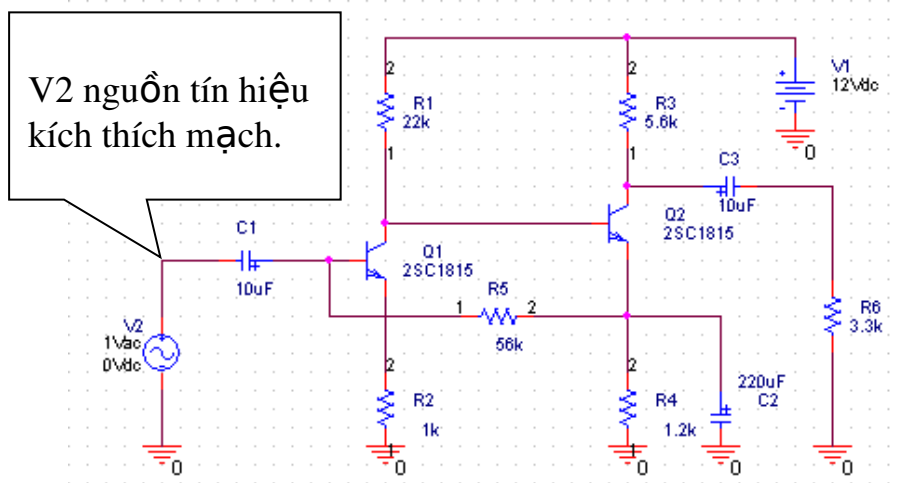 V2 nguồn tín hiệu
kích thích mạch.
2
R1
22k
1
2
R3
5.6k
1
V1
12Vdc
0
C3
10uF
C1
10uF
Q1
2SC1815
Q2
2SC1815
R5
1 2
56k
V2
1Vac
0Vdc
0
2
R2
1k
1
0
2
R4
1.2k
1
0
220uF
C2
0
R6
3.3k
0